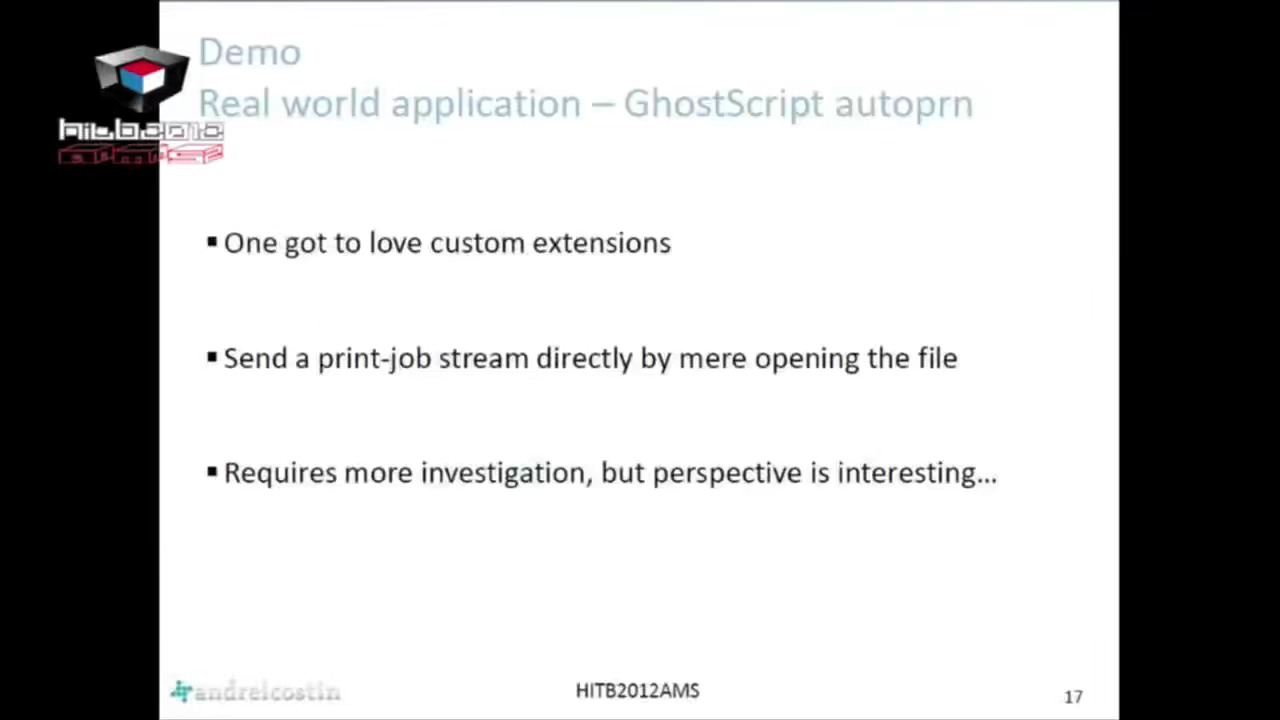 Demo
Real world application – GhostScript autoprn
hitb2012
▪ One got to love custom extensions
▪ Send a print-job stream directly by mere opening the file
▪ Requires more investigation, but perspective is interesting...
andreicostin
HITB2012AMS
17